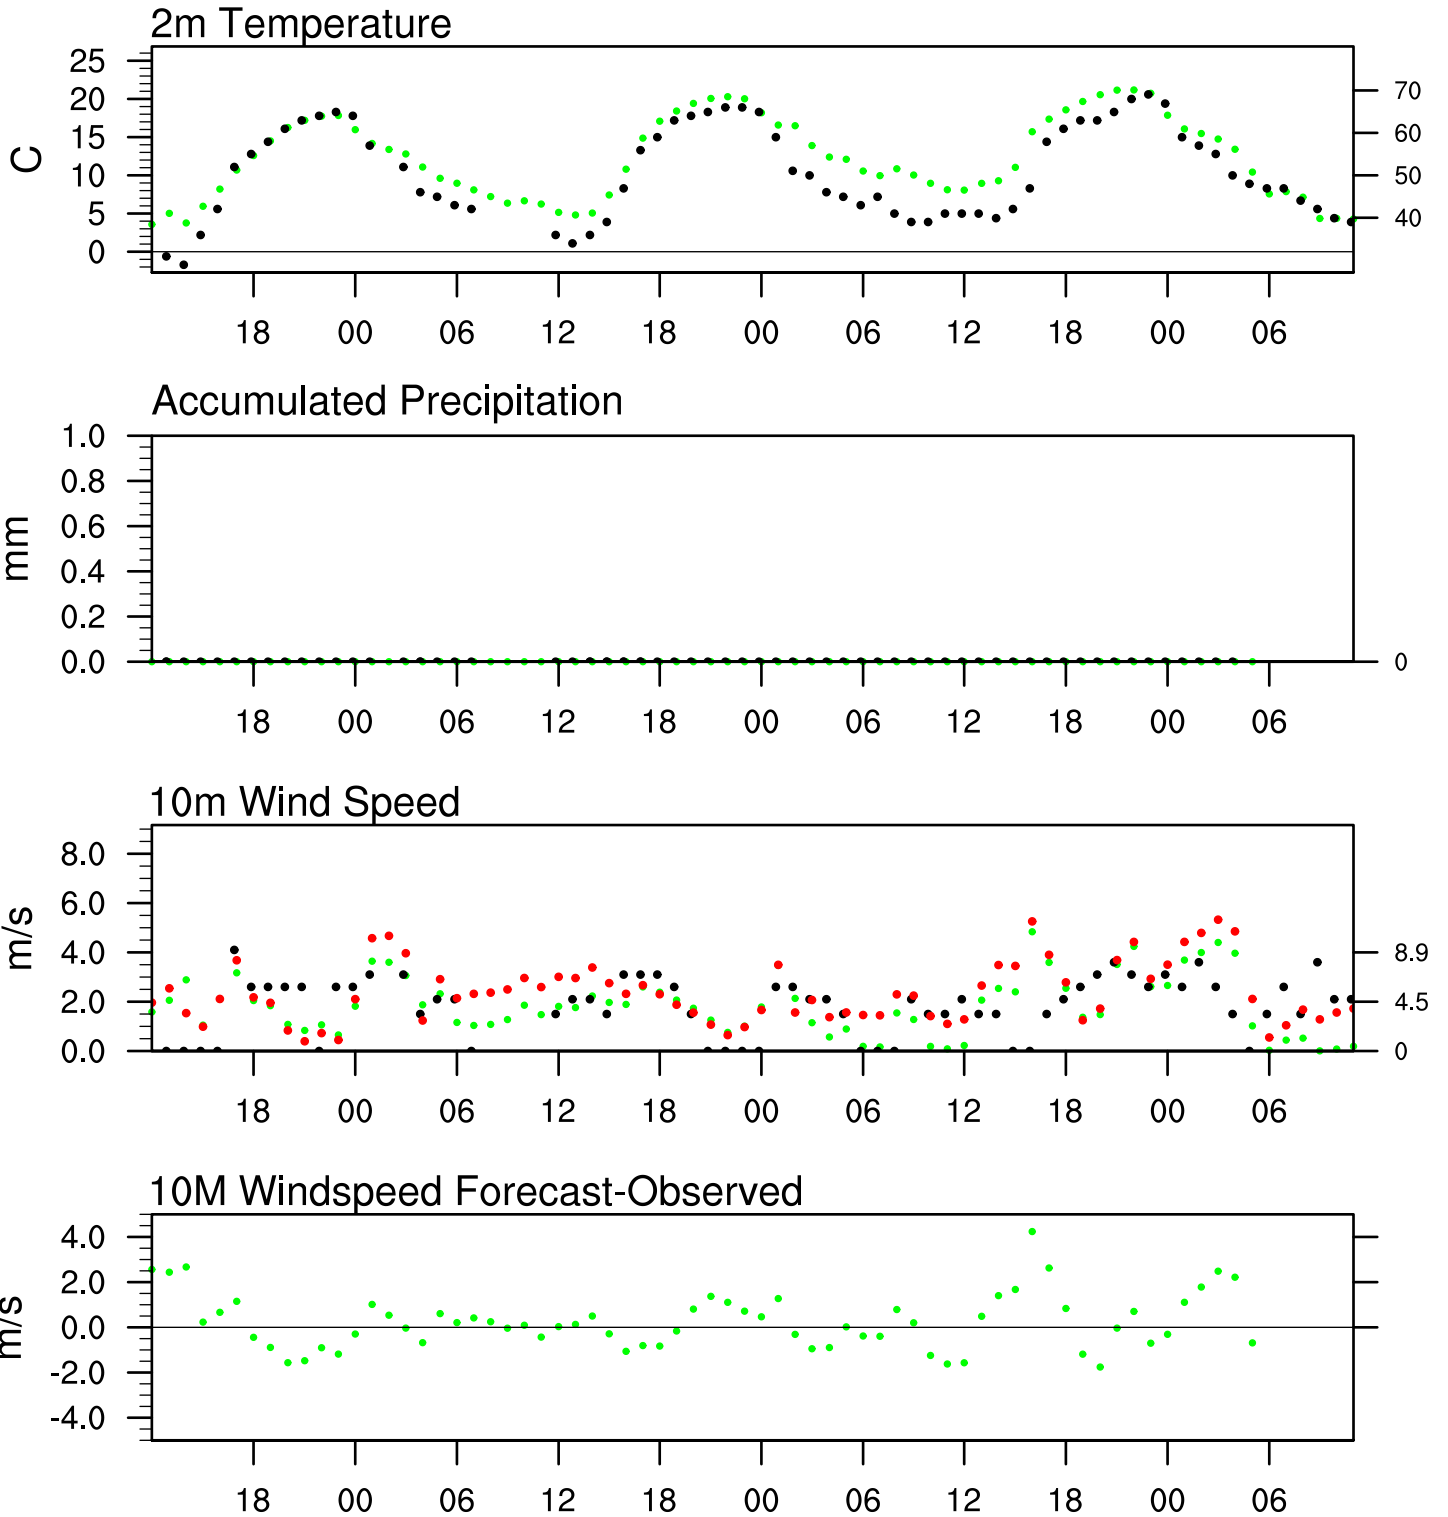 2m Temperature
25
20
15
10
5
0
C
70
60
50
40
18 00 06 12 18 00 06 12 18 00 06
Accumulated Precipitation
1.0
0.8
0.6
0.4
0.2
0.0
mm
0
18 00 06 12 18 00 06 12 18 00 06
10m Wind Speed
8.0
6.0
4.0
2.0
0.0
m/s
8.9
4.5
0
18 00 06 12 18 00 06 12 18 00 06
10M Windspeed Forecast-Observed
4.0
2.0
0.0
-2.0
-4.0
m/s
18 00 06 12 18 00 06 12 18 00 06